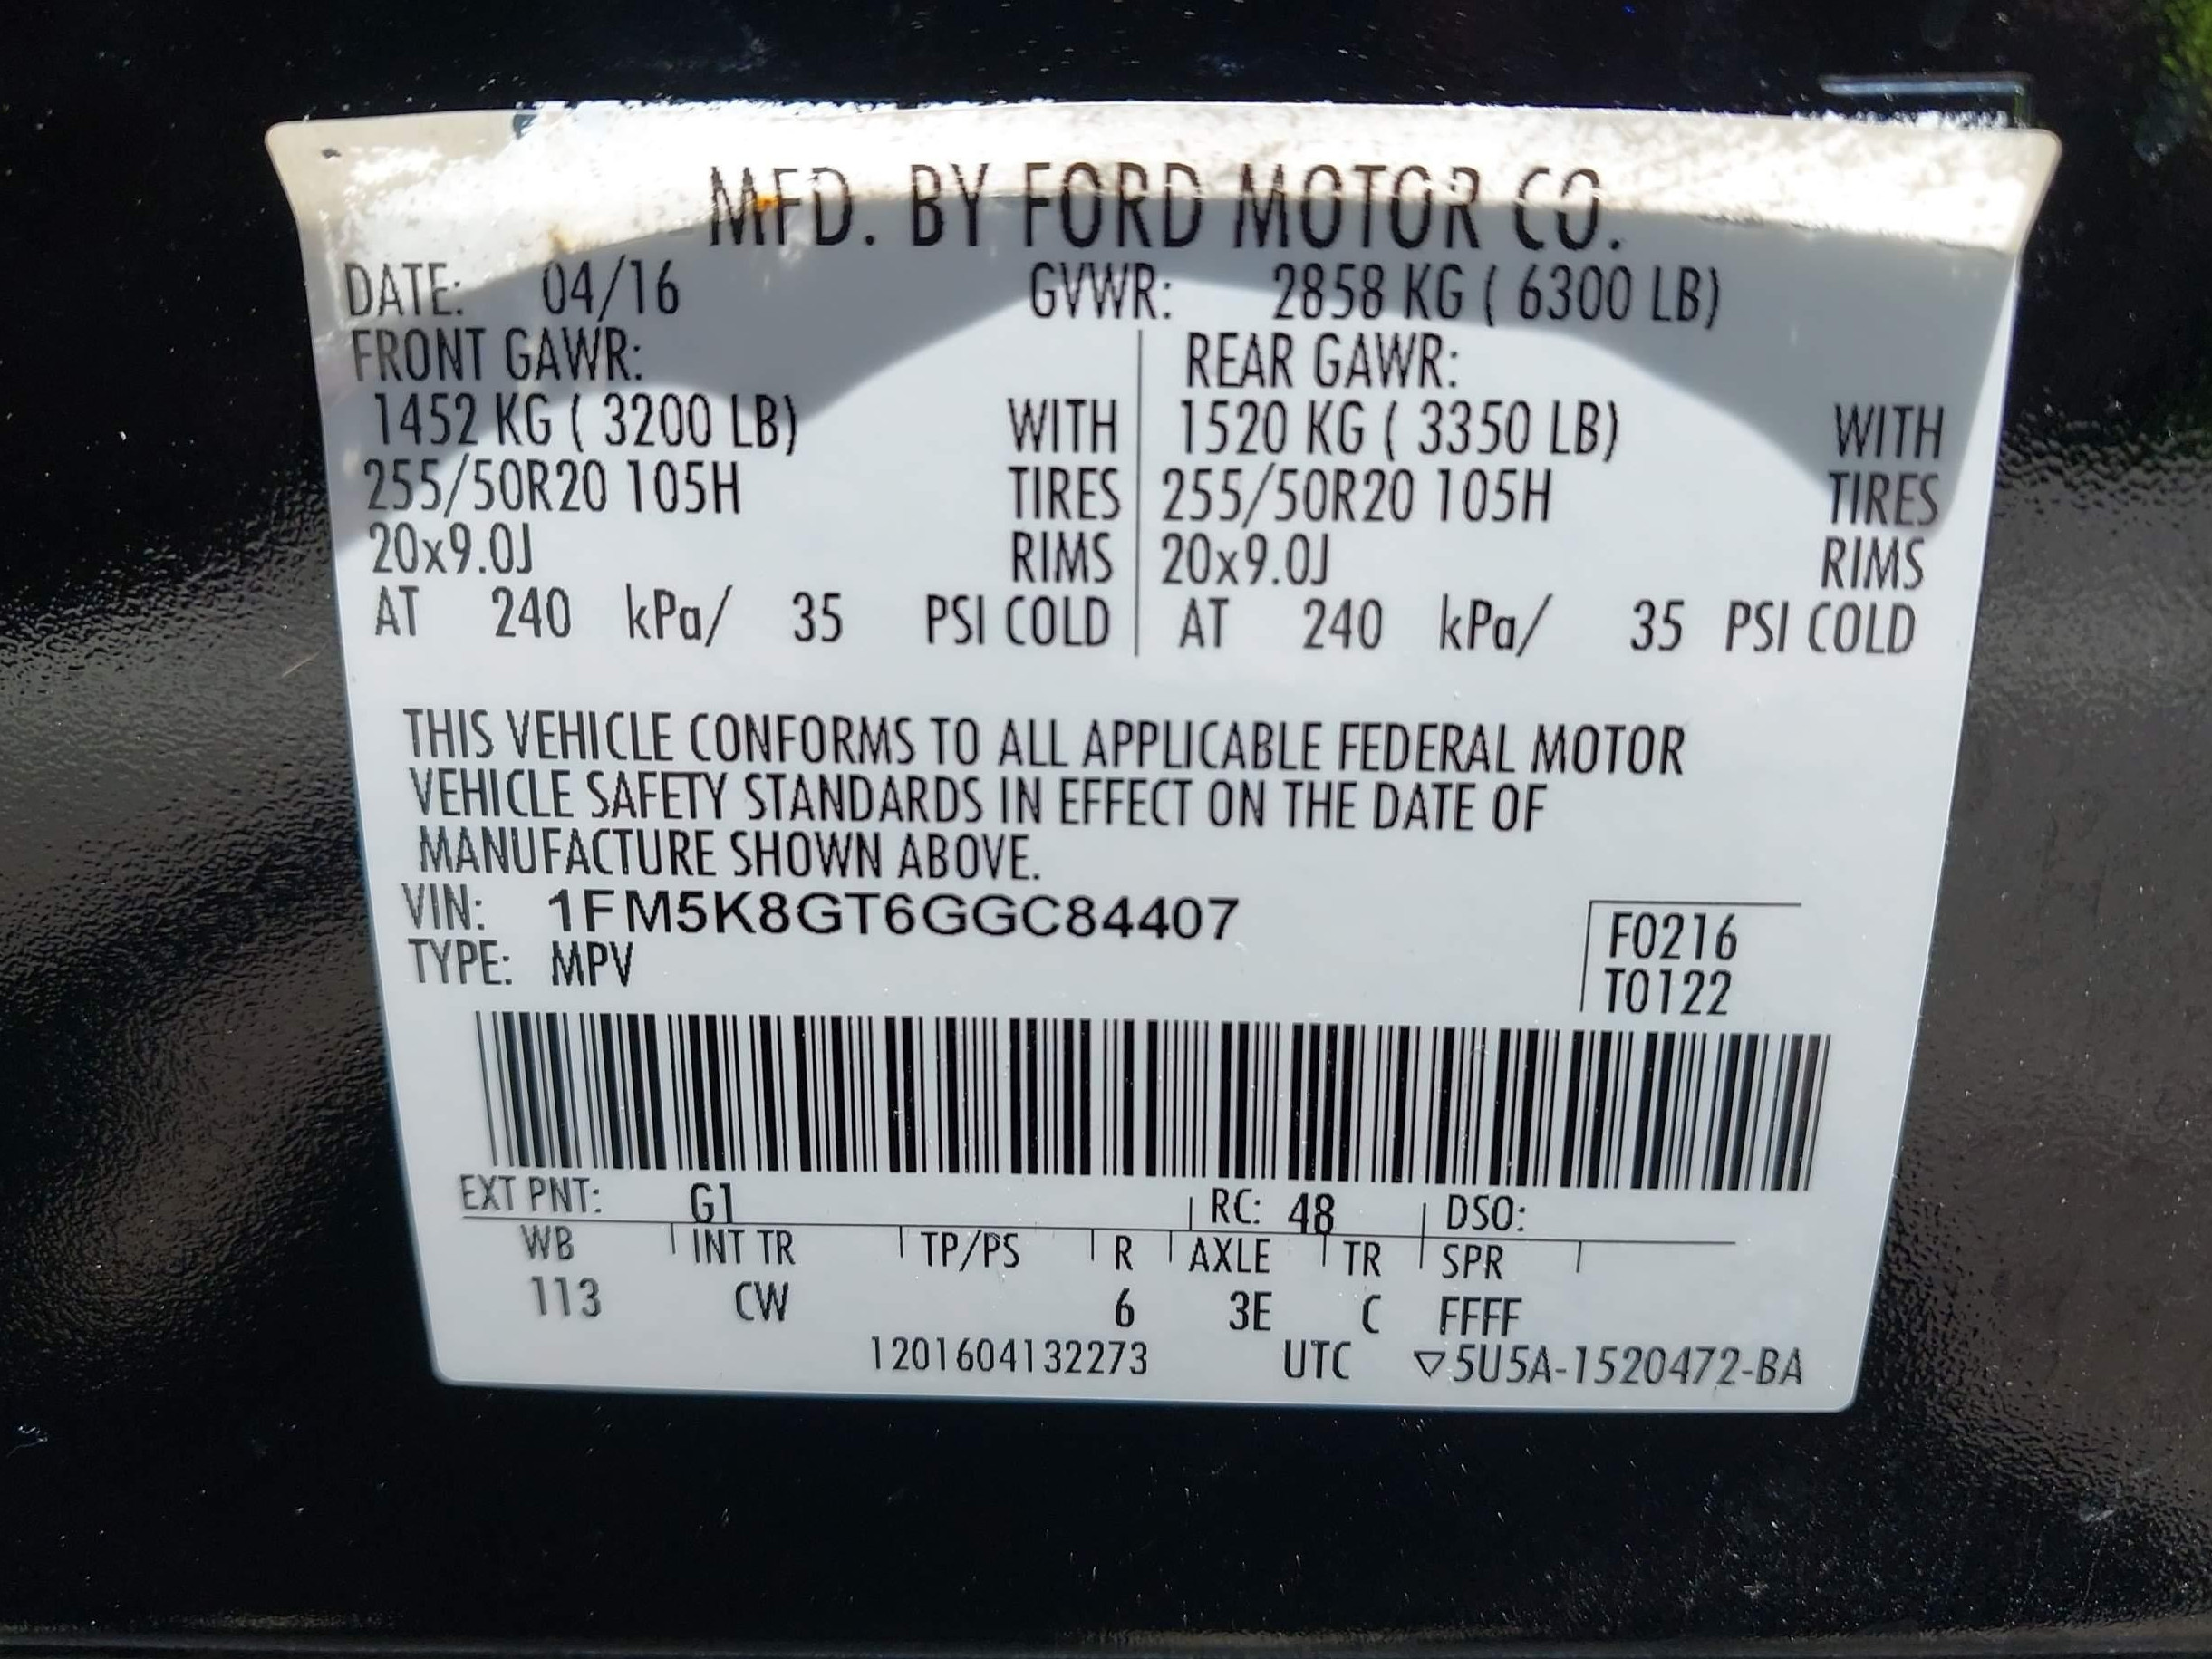 MFD. BY FORD MOTOR CO.
DATE: 04/16 GVWR: 2858 KG ( 6300 LB)
FRONT GAWR: REAR GAWR:
1452 KG ( 3200 LB) WITH 1520 KG ( 3350 LB) WITH
255/50R20 105H TIRES 255/50R20 105H TIRES
20x9.0J RIMS 20x9.0J RIMS
AT 240 kPa/ 35 PSI COLD AT 240 kPa/ 35 PSI COLD
THIS VEHICLE CONFORMS TO ALL APPLICABLE FEDERAL MOTOR
VEHICLE SAFETY STANDARDS IN EFFECT ON THE DATE OF
MANUFACTURE SHOWN ABOVE.
VIN: 1FM5K8GT6GGC84407 F0216
TYPE: MPV T0122
EXT PNT: G1 RC: 48 DSO:
WB INT TR TP/PS R AXLE TR SPR
113 CW 6 3E C FFFF
1201604132273 UTC ▽5U5A-1520472-BA